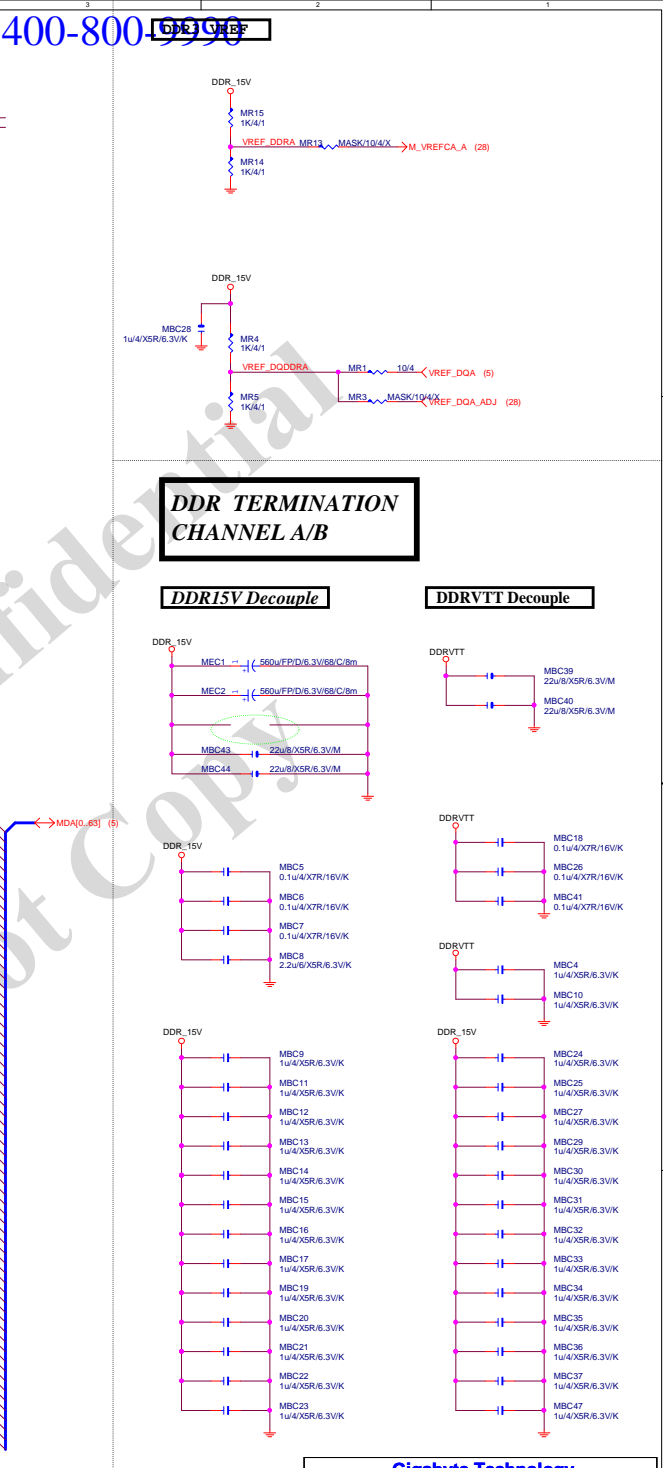 3 2 1
400-800-9990
DDR3 VREF
DDR_15V
MR15
1K/4/1
VREF_DDRA MR13 MASK/10/4/X M_VREFCA_A (28)
MR14
1K/4/1
DDR_15V
MBC28
1u/4/X5R/6.3V/K
MR4
1K/4/1
VREF_DQDDRA MR1 10/4 VREF_DQA (5)
MR5
1K/4/1
MR3 MASK/10/4/X VREF_DQA_ADJ (28)
DDR TERMINATION
CHANNEL A/B
DDR15V Decouple
DDR_15V
MEC1 1 + 560u/FP/D/6.3V/68/C/8m
MEC2 1 + 560u/FP/D/6.3V/68/C/8m
MBC43 22u/8/X5R/6.3V/M
MBC44 22u/8/X5R/6.3V/M
DDRVTT Decouple
DDRVTT
MBC39
22u/8/X5R/6.3V/M
MBC40
22u/8/X5R/6.3V/M
MDA[0..63] (5)
DDR_15V
MBC5
0.1u/4/X7R/16V/K
MBC6
0.1u/4/X7R/16V/K
MBC7
0.1u/4/X7R/16V/K
MBC8
2.2u/6/X5R/6.3V/K
DDRVTT
MBC18
0.1u/4/X7R/16V/K
MBC26
0.1u/4/X7R/16V/K
MBC41
0.1u/4/X7R/16V/K
DDRVTT
MBC4
1u/4/X5R/6.3V/K
MBC10
1u/4/X5R/6.3V/K
DDR_15V
MBC9
1u/4/X5R/6.3V/K
MBC11
1u/4/X5R/6.3V/K
MBC12
1u/4/X5R/6.3V/K
MBC13
1u/4/X5R/6.3V/K
MBC14
1u/4/X5R/6.3V/K
MBC15
1u/4/X5R/6.3V/K
MBC16
1u/4/X5R/6.3V/K
MBC17
1u/4/X5R/6.3V/K
MBC19
1u/4/X5R/6.3V/K
MBC20
1u/4/X5R/6.3V/K
MBC21
1u/4/X5R/6.3V/K
MBC22
1u/4/X5R/6.3V/K
MBC23
1u/4/X5R/6.3V/K
DDR_15V
MBC24
1u/4/X5R/6.3V/K
MBC25
1u/4/X5R/6.3V/K
MBC27
1u/4/X5R/6.3V/K
MBC29
1u/4/X5R/6.3V/K
MBC30
1u/4/X5R/6.3V/K
MBC31
1u/4/X5R/6.3V/K
MBC32
1u/4/X5R/6.3V/K
MBC33
1u/4/X5R/6.3V/K
MBC34
1u/4/X5R/6.3V/K
MBC35
1u/4/X5R/6.3V/K
MBC36
1u/4/X5R/6.3V/K
MBC37
1u/4/X5R/6.3V/K
MBC47
1u/4/X5R/6.3V/K
nfidential
ot Copy
Gigabyte Technology